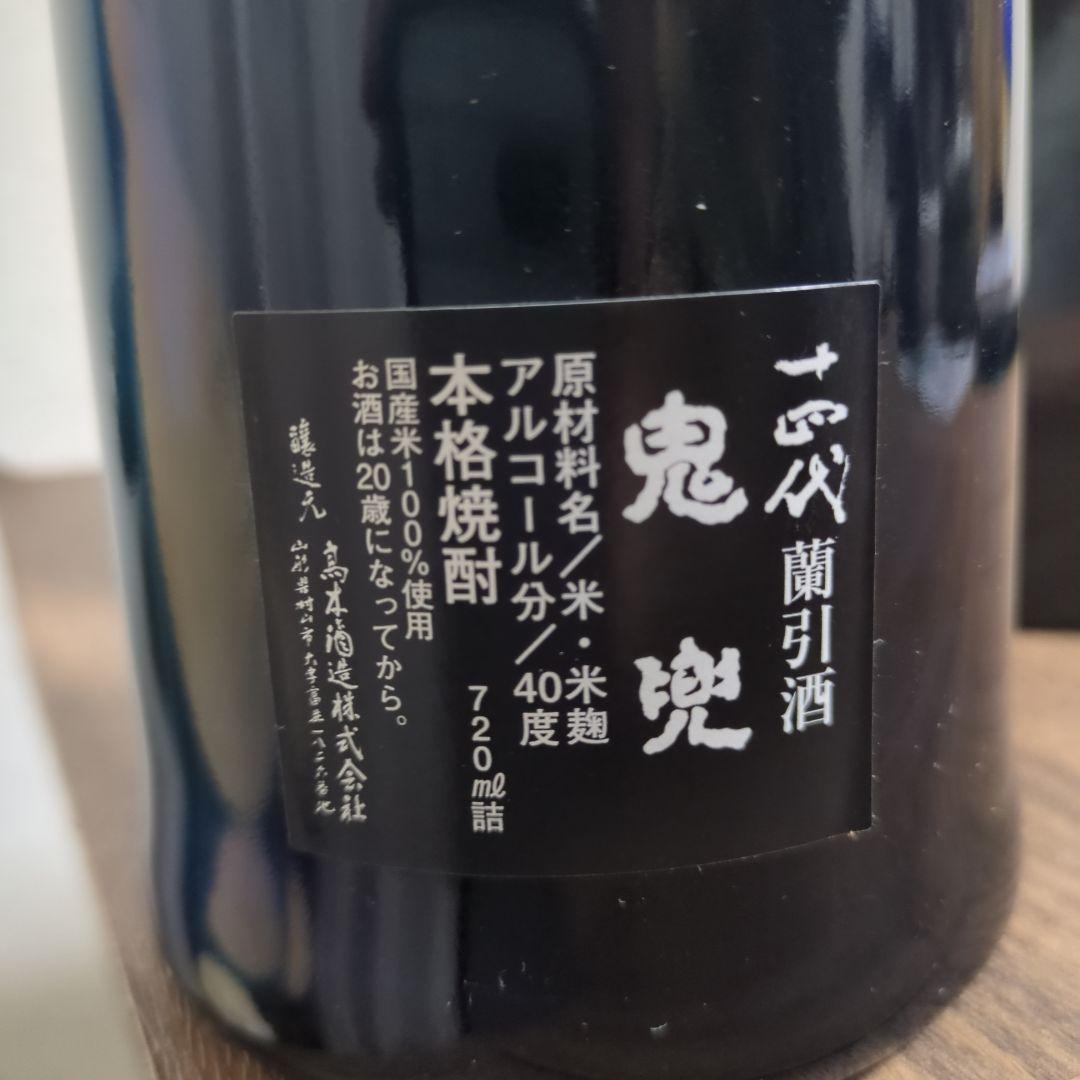 十四代 蘭引酒
鬼兜
原材料名／米・米麹
アルコール分／40度
本格焼酎 720㎖詰
国産米100%使用
お酒は20歳になってから。
醸造元 高木酒造株式会社
山形県村山市大字富並一八二六番地